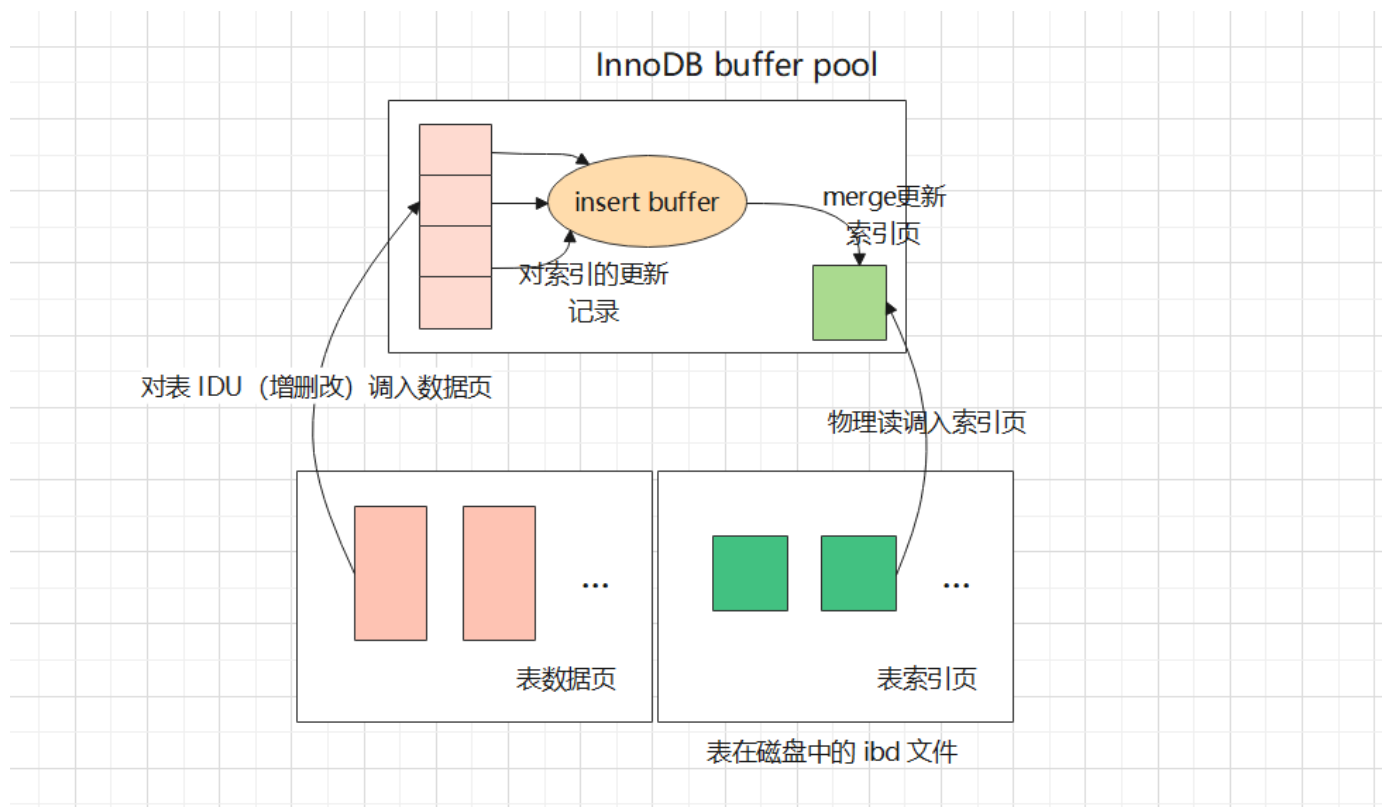 InnoDB buffer pool
insert buffer
merge更新
索引页
对索引的更新
记录
对表 IDU（增删改）调入数据页
物理读调入索引页
...
...
表数据页
表索引页
表在磁盘中的 ibd 文件